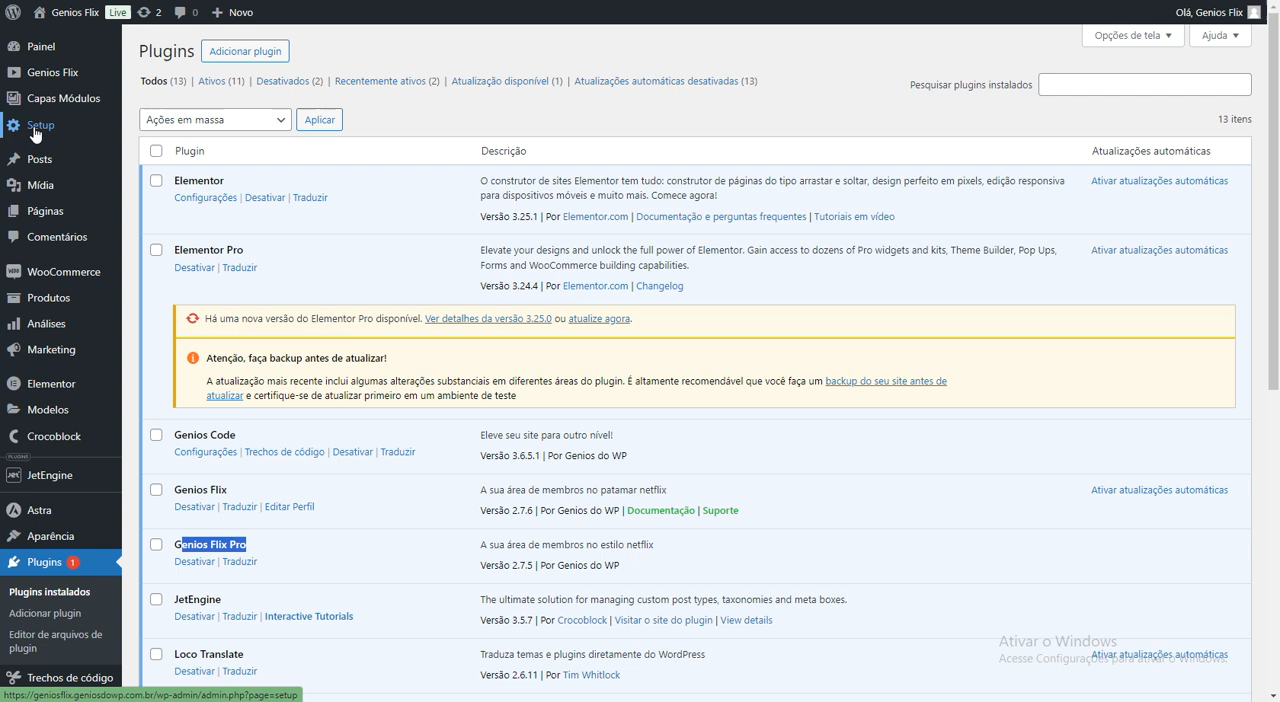 Genios Flix Live 2 0 Novo Olá, Genios Flix
Painel
Genios Flix
Capas Módulos
Setup
Posts
Mídia
Páginas
Comentários
WooCommerce
Produtos
Análises
Marketing
Elementor
Modelos
Crocoblock
PLUGINS
JetEngine
Astra
Aparência
Plugins 1
Plugins instalados
Adicionar plugin
Editor de arquivos de
plugin
Trechos de código
https://geniosflix.geniosdowp.com.br/wp-admin/admin.php?page=setup
Opções de tela Ajuda
Plugins Adicionar plugin
Todos (13) | Ativos (11) | Desativados (2) | Recentemente ativos (2) | Atualização disponível (1) | Atualizações automáticas desativadas (13)
Pesquisar plugins instalados
Ações em massa Aplicar 13 itens
Plugin Descrição Atualizações automáticas
Elementor
Configurações | Desativar | Traduzir
O construtor de sites Elementor tem tudo: construtor de páginas do tipo arrastar e soltar, design perfeito em pixels, edição responsiva
para dispositivos móveis e muito mais. Comece agora!
Versão 3.25.1 | Por Elementor.com | Documentação e perguntas frequentes | Tutoriais em vídeo
Ativar atualizações automáticas
Elementor Pro
Desativar | Traduzir
Elevate your designs and unlock the full power of Elementor. Gain access to dozens of Pro widgets and kits, Theme Builder, Pop Ups,
Forms and WooCommerce building capabilities.
Versão 3.24.4 | Por Elementor.com | Changelog
Ativar atualizações automáticas
Há uma nova versão do Elementor Pro disponível. Ver detalhes da versão 3.25.0 ou atualize agora.
Atenção, faça backup antes de atualizar!
A atualização mais recente inclui algumas alterações substanciais em diferentes áreas do plugin. É altamente recomendável que você faça um backup do seu site antes de
atualizar e certifique-se de atualizar primeiro em um ambiente de teste
Genios Code
Configurações | Trechos de código | Desativar | Traduzir
Eleve seu site para outro nível!
Versão 3.6.5.1 | Por Genios do WP
Genios Flix
Desativar | Traduzir | Editar Perfil
A sua área de membros no patamar netflix
Versão 2.7.6 | Por Genios do WP | Documentação | Suporte
Ativar atualizações automáticas
Genios Flix Pro
Desativar | Traduzir
A sua área de membros no estilo netflix
Versão 2.7.5 | Por Genios do WP
JetEngine
Desativar | Traduzir | Interactive Tutorials
The ultimate solution for managing custom post types, taxonomies and meta boxes.
Versão 3.5.7 | Por Crocoblock | Visitar o site do plugin | View details
Loco Translate
Desativar | Traduzir
Traduza temas e plugins diretamente do WordPress
Versão 2.6.11 | Por Tim Whitlock
Ativar atualizações automáticas
Ativar o Windows
Acesse Configurações para ativar o Windows.